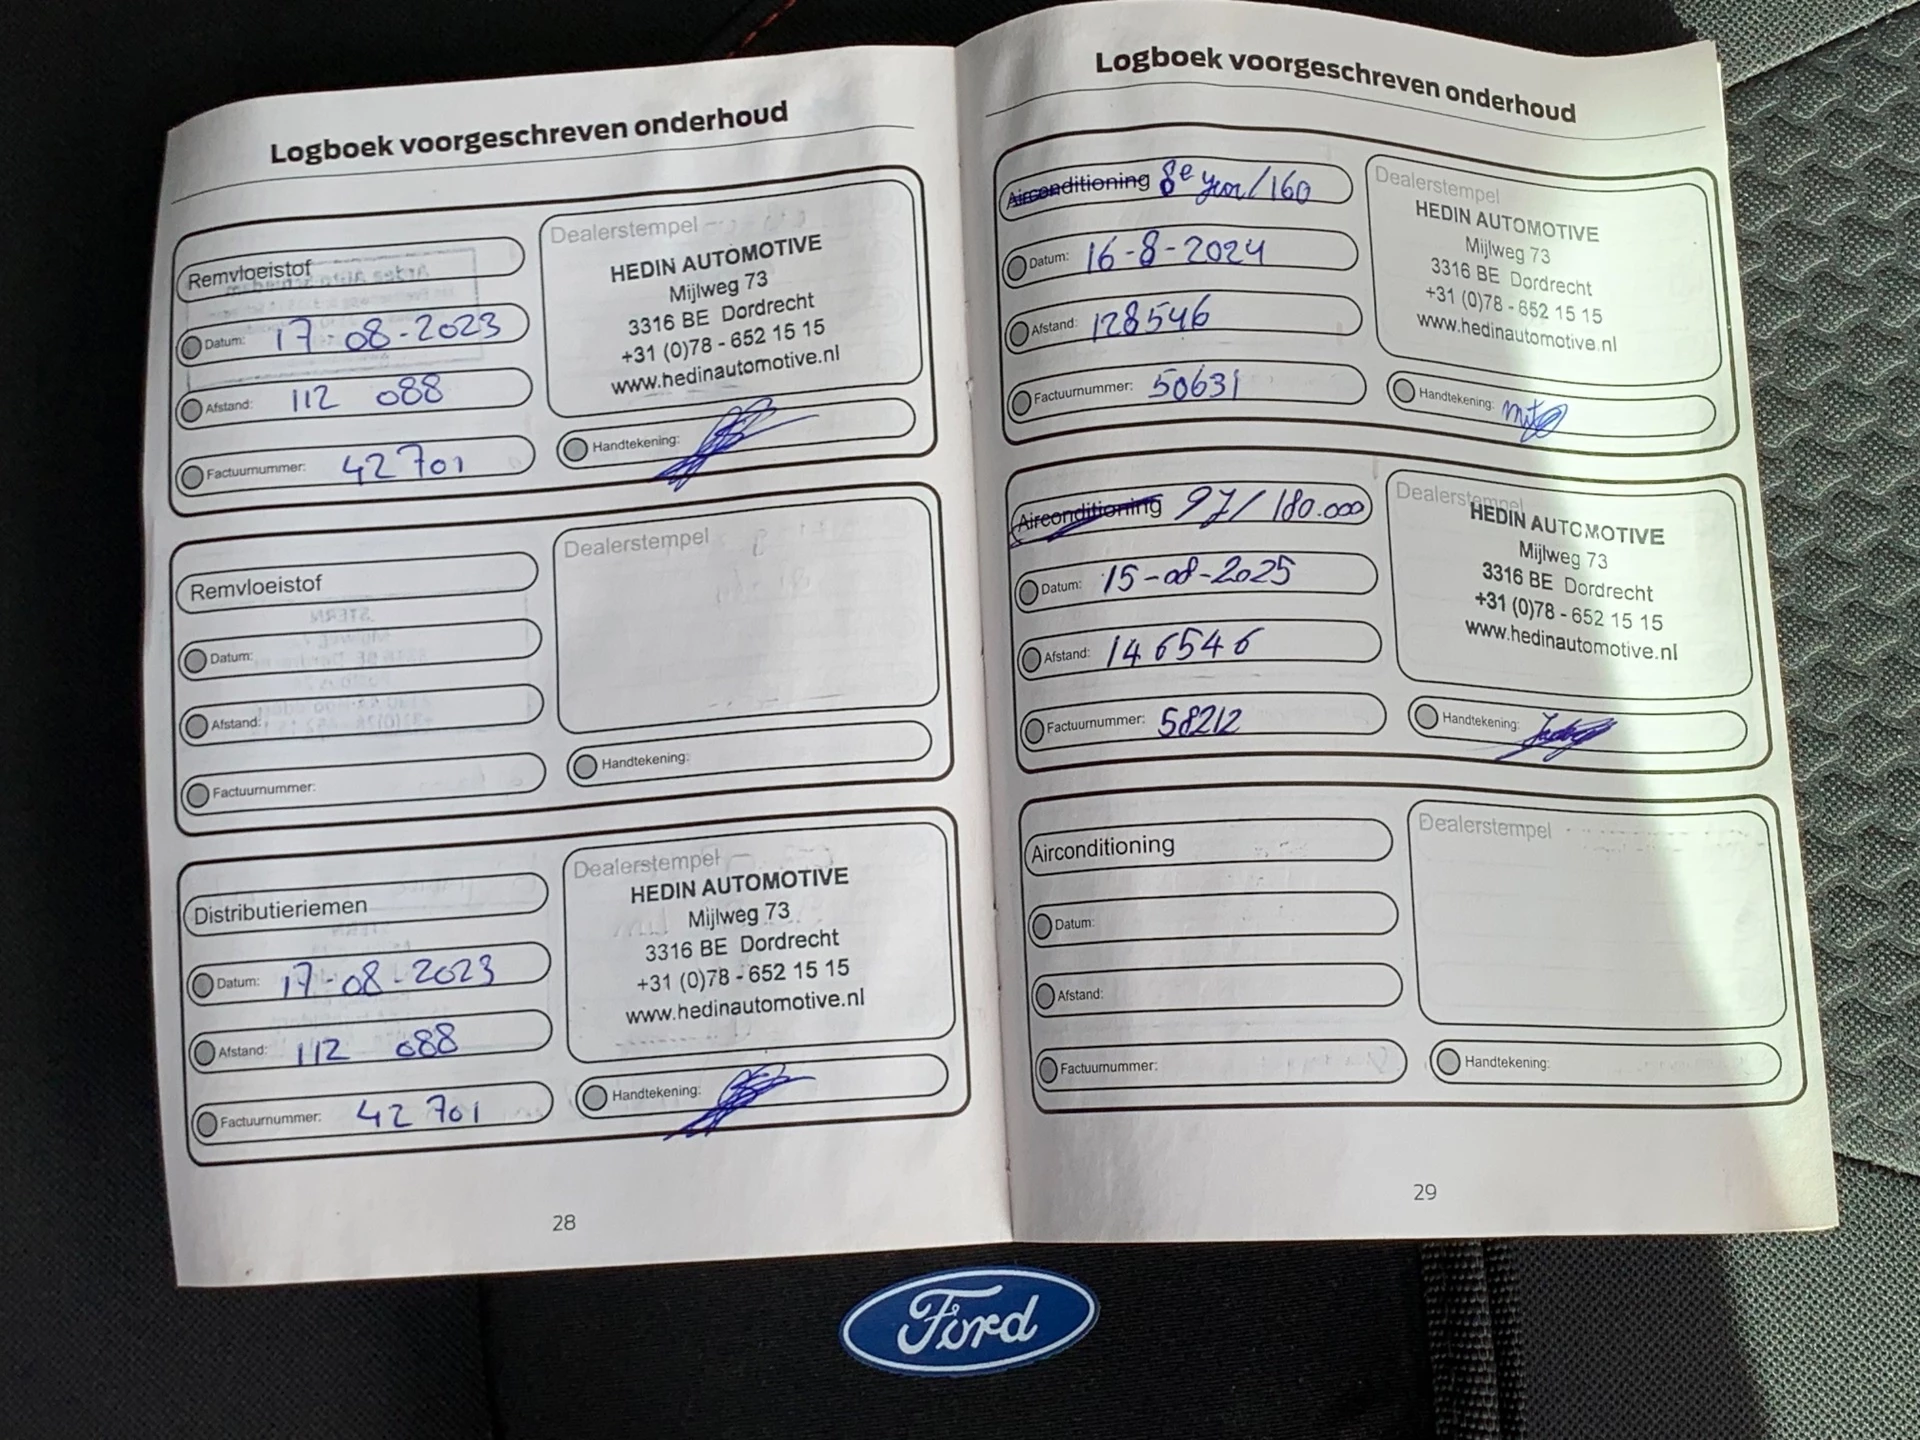 Logboek voorgeschreven onderhoud
Remvloeistof
Datum: 17-08-2023
Afstand: 112 088
Factuurnummer: 42701
Dealerstempel
HEDIN AUTOMOTIVE
Mijlweg 73
3316 BE Dordrecht
+31 (0)78 - 652 15 15
www.hedinautomotive.nl
Handtekening:
Remvloeistof
Datum:
Afstand:
Factuurnummer:
Dealerstempel
Handtekening:
Distributieriemen
Datum: 17-08-2023
Afstand: 112 088
Factuurnummer: 42701
Dealerstempel
HEDIN AUTOMOTIVE
Mijlweg 73
3316 BE Dordrecht
+31 (0)78 - 652 15 15
www.hedinautomotive.nl
Handtekening:
28
Logboek voorgeschreven onderhoud
Airconditioning 8e /160
Datum: 16-8-2024
Afstand: 128546
Factuurnummer: 50631
Dealerstempel
HEDIN AUTOMOTIVE
Mijlweg 73
3316 BE Dordrecht
+31 (0)78 - 652 15 15
www.hedinautomotive.nl
Handtekening:
Airconditioning 9J/180.000
Datum: 15-08-2025
Afstand: 146546
Factuurnummer: 58212
Dealerstempel
HEDIN AUTOMOTIVE
Mijlweg 73
3316 BE Dordrecht
+31 (0)78 - 652 15 15
www.hedinautomotive.nl
Handtekening:
Airconditioning
Datum:
Afstand:
Factuurnummer:
Dealerstempel
Handtekening:
29
Ford